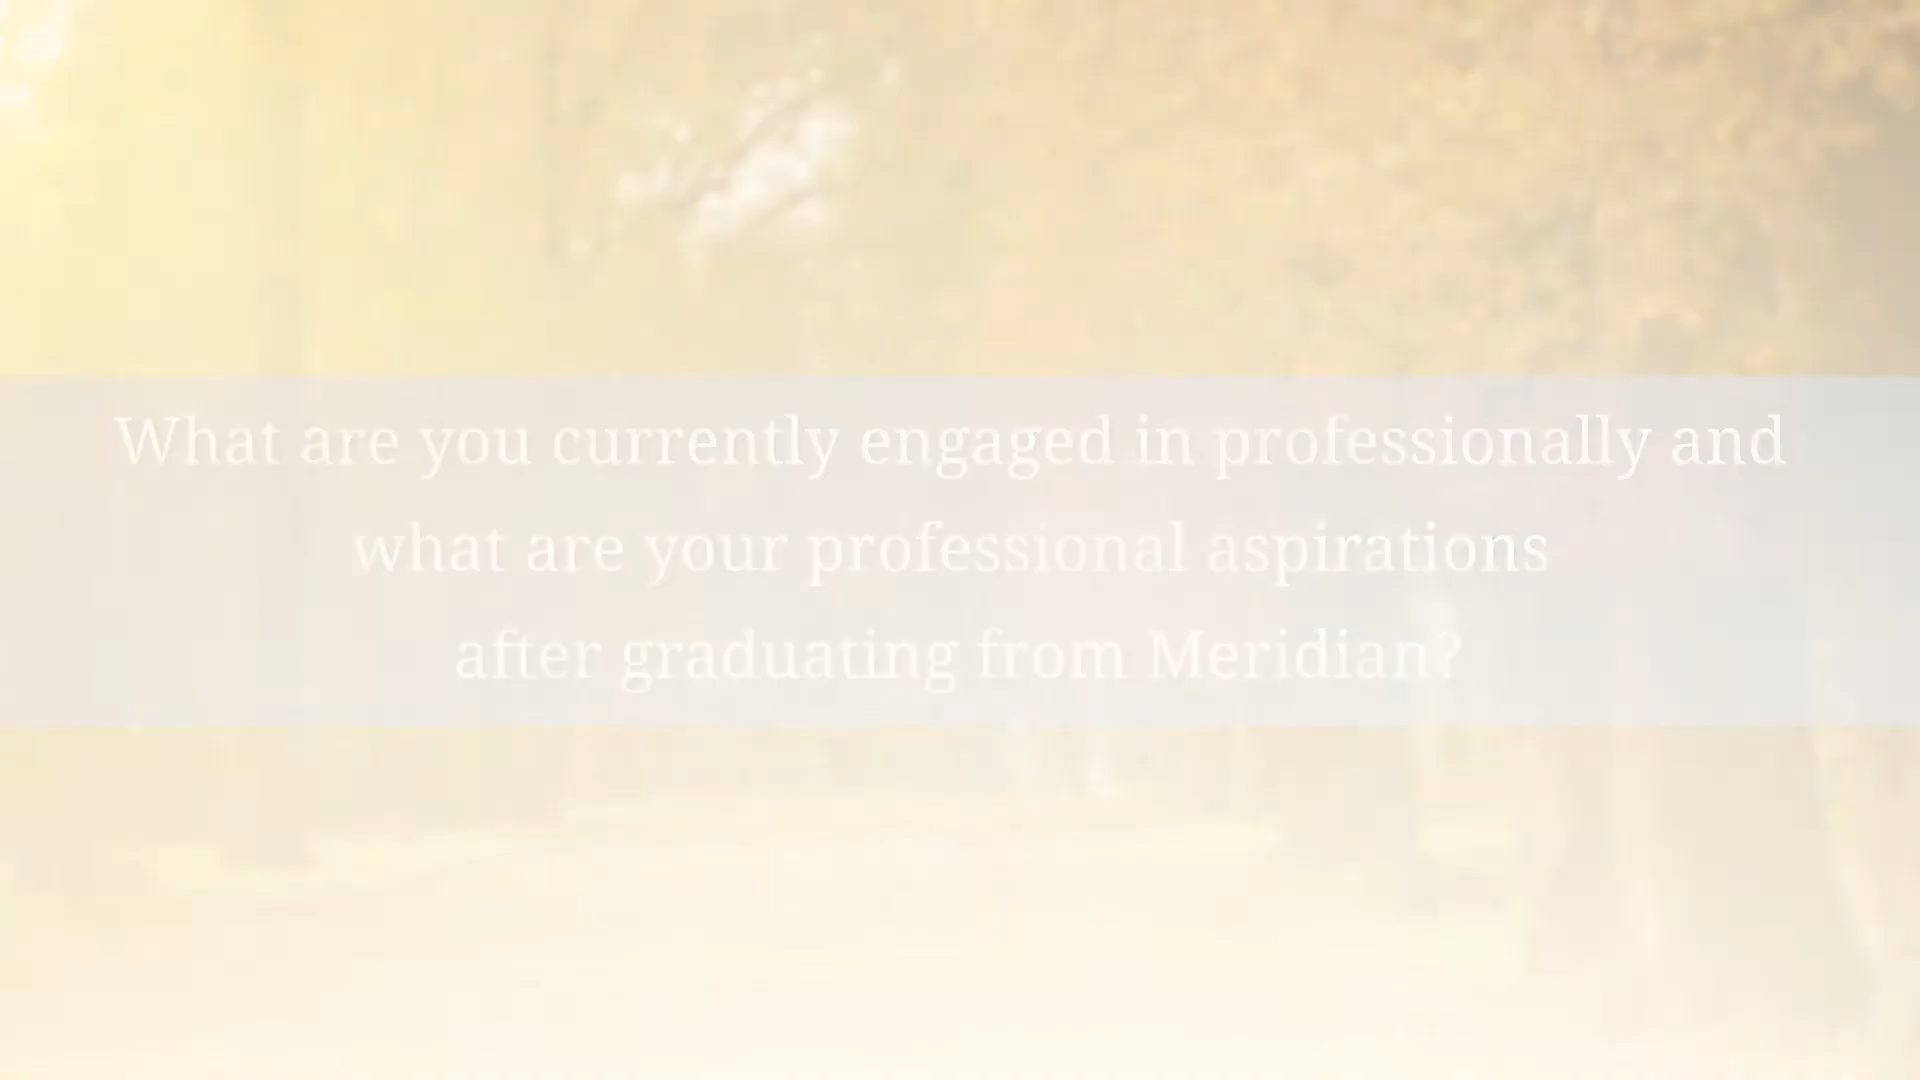 What are you currently engaged in professionally and
what are your professional aspirations
after graduating from Meridian?